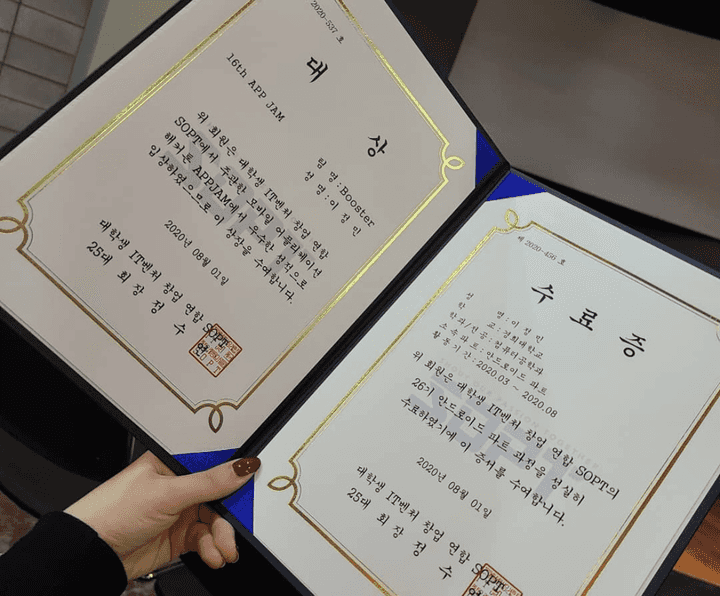 2020-537 호
대 상
16th APP JAM
팀 명 : Booster
성 명 : 이 정 민
위 회원은 대학생 IT벤처 창업 연합
SOPT에서 주관한 모바일 어플리케이션
해커톤 APPJAM에서 우수한 성적으로
입상하였으므로 이 상장을 수여합니다.
2020년 08월 01일
대학생 IT벤처 창업 연합 SOPT
25대 회장 정 수
제 2020-456 호
수 료 증
성 명 : 이 정 민
학 교 : 경희대학교
학과/전공 : 컴퓨터공학과
소속파트 : 안드로이드 파트
활동기간 : 2020.03 ~ 2020.08
위 회원은 대학생 IT벤처 창업 연합 SOPT의
26기 안드로이드 파트 과정을 성실히
수료하였기에 이 증서를 수여합니다.
2020년 08월 01일
대학생 IT벤처 창업 연합 SOPT
25대 회장 정 수